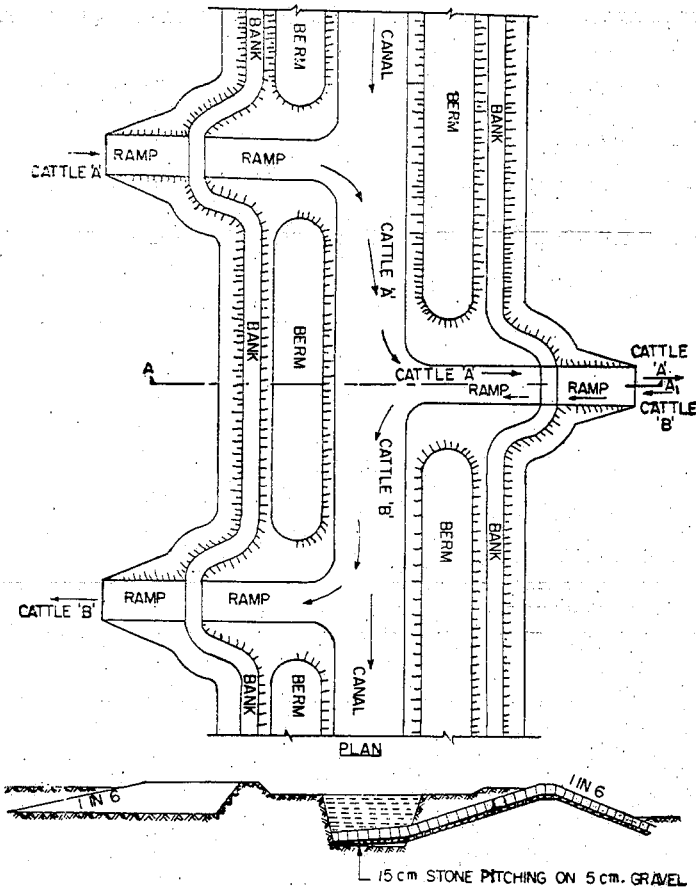 BANK
BERM
CANAL
BERM
BANK
RAMP
RAMP
CATTLE 'A'
CATTLE 'A'
BANK
BERM
A
CATTLE 'A'
RAMP
RAMP
CATTLE
'A'
A₁
CATTLE
'B'
CATTLE 'B'
BERM
BANK
RAMP
RAMP
CATTLE 'B'
BANK
BERM
CANAL
PLAN
1 IN 6
1 IN 6
15 cm STONE PITCHING ON 5 cm. GRAVEL